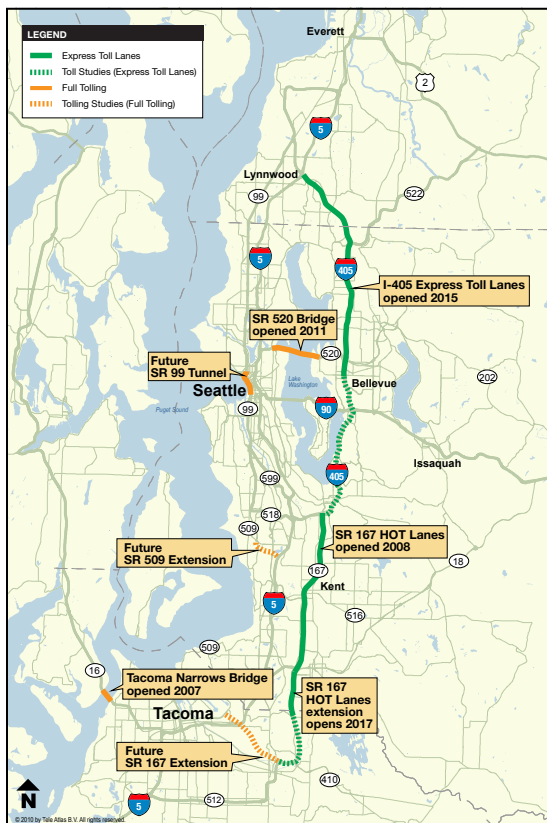 LEGEND
Express Toll Lanes
Toll Studies (Express Toll Lanes)
Full Tolling
Tolling Studies (Full Tolling)
Everett
2
5
Lynnwood
99
522
5
405
I-405 Express Toll Lanes
opened 2015
SR 520 Bridge
opened 2011
520
Future
SR 99 Tunnel
Seattle
Lake
Washington
Bellevue
202
99
90
Puget Sound
Issaquah
405
599
518
509
SR 167 HOT Lanes
opened 2008
Future
SR 509 Extension
18
167
Kent
5
516
509
16
Tacoma Narrows Bridge
opened 2007
SR 167
HOT Lanes
extension
opens 2017
Tacoma
Future
SR 167 Extension
410
N
512
5
© 2010 by Tele Atlas B.V. All rights reserved.